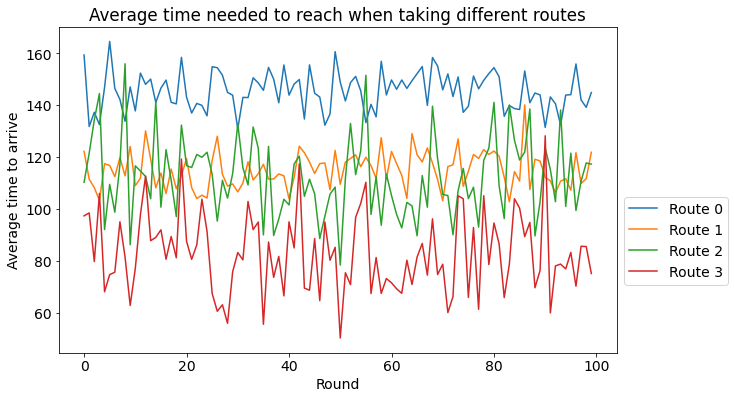 Average time needed to reach when taking different routes
Average time to arrive
160
140
120
100
80
60
0
20
40
60
80
100
Round
Route 0
Route 1
Route 2
Route 3